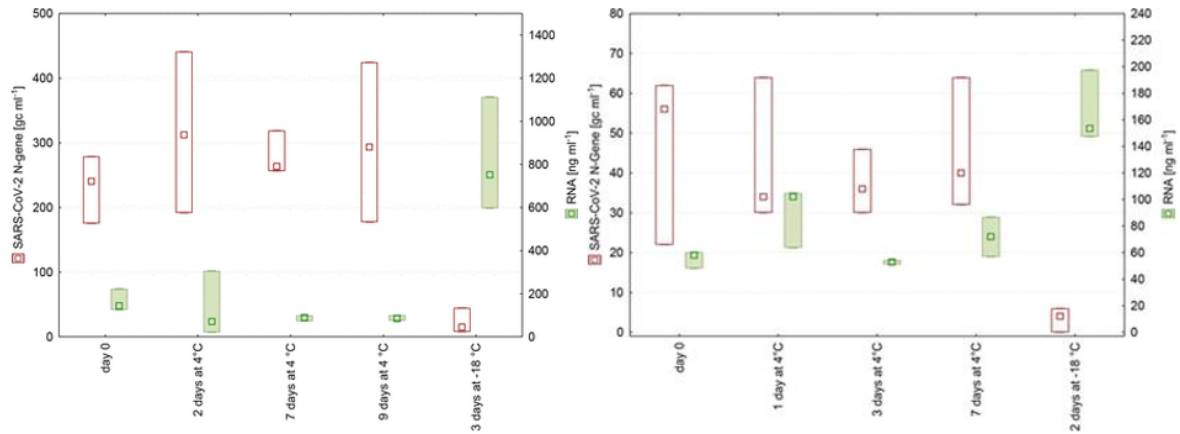 500
400
300
200
100
0
SARS-CoV-2 N-gene [gc ml⁻¹]
1400
1200
1000
800
600
400
200
0
RNA [ng ml⁻¹]
day 0
2 days at 4°C
7 days at 4 °C
9 days at 4 °C
3 days at -18 °C
80
70
60
50
40
30
20
10
0
SARS-CoV-2 N-Gene [gc ml⁻¹]
240
220
200
180
160
140
120
100
80
60
40
20
0
RNA [ng ml⁻¹]
day 0
1 day at 4°C
3 days at 4°C
7 days at 4°C
2 days at -18 °C